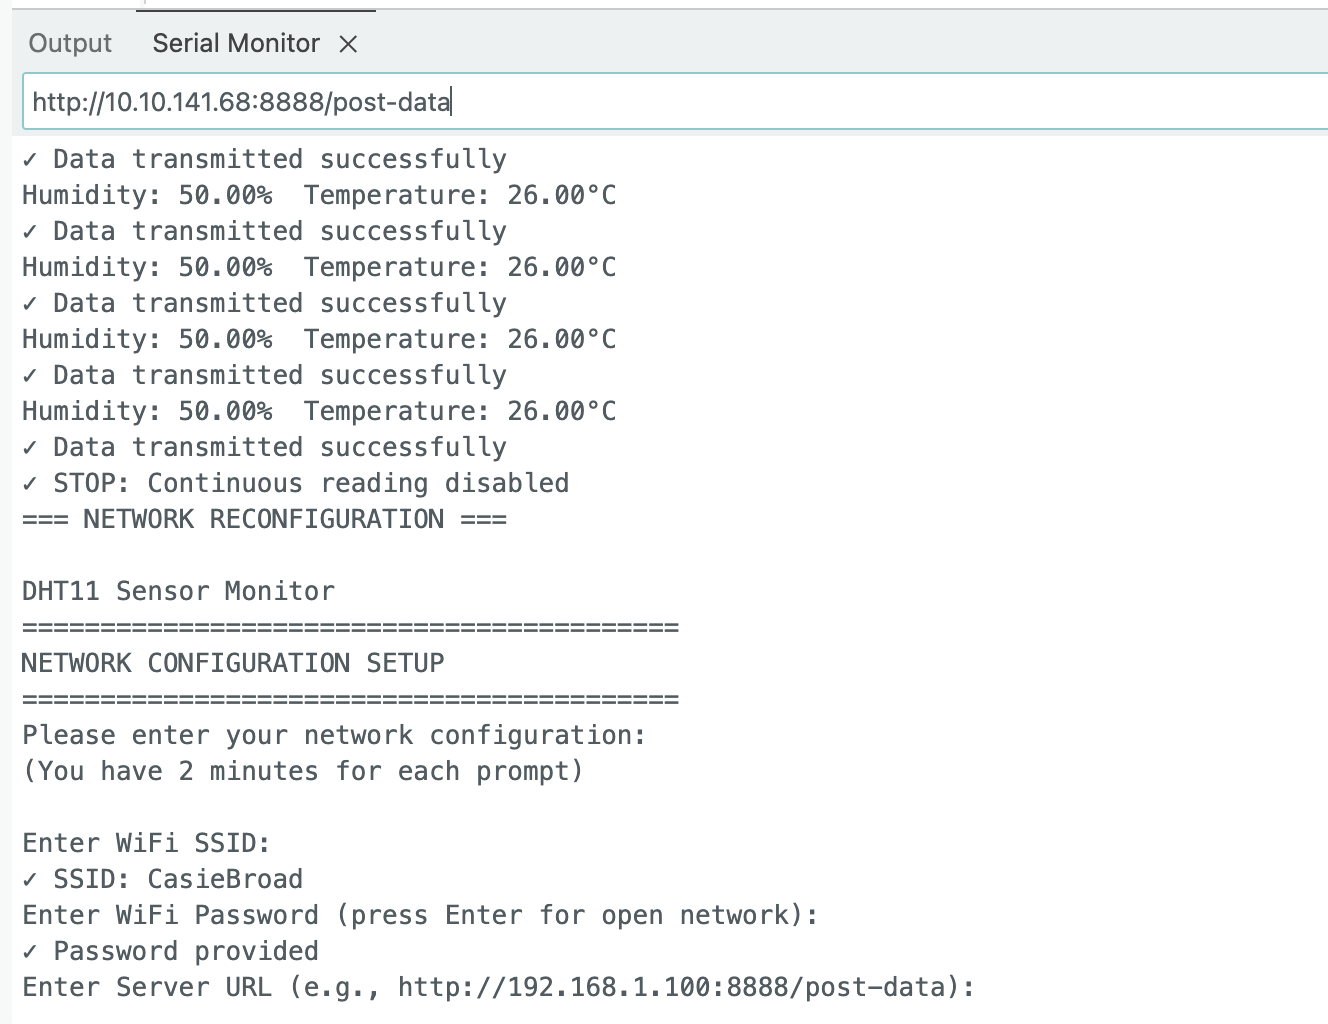 Output Serial Monitor ×
http://10.10.141.68:8888/post-data
✓ Data transmitted successfully
Humidity: 50.00%  Temperature: 26.00°C
✓ Data transmitted successfully
Humidity: 50.00%  Temperature: 26.00°C
✓ Data transmitted successfully
Humidity: 50.00%  Temperature: 26.00°C
✓ Data transmitted successfully
Humidity: 50.00%  Temperature: 26.00°C
✓ Data transmitted successfully
✓ STOP: Continuous reading disabled
=== NETWORK RECONFIGURATION ===
DHT11 Sensor Monitor
==========================================
NETWORK CONFIGURATION SETUP
==========================================
Please enter your network configuration:
(You have 2 minutes for each prompt)
Enter WiFi SSID:
✓ SSID: CasieBroad
Enter WiFi Password (press Enter for open network):
✓ Password provided
Enter Server URL (e.g., http://192.168.1.100:8888/post-data):